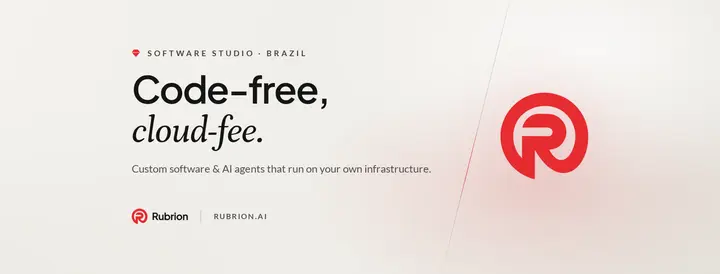 SOFTWARE STUDIO · BRAZIL
Code-free,
cloud-fee.
Custom software & AI agents that run on your own infrastructure.
Rubrion
RUBRION.AI